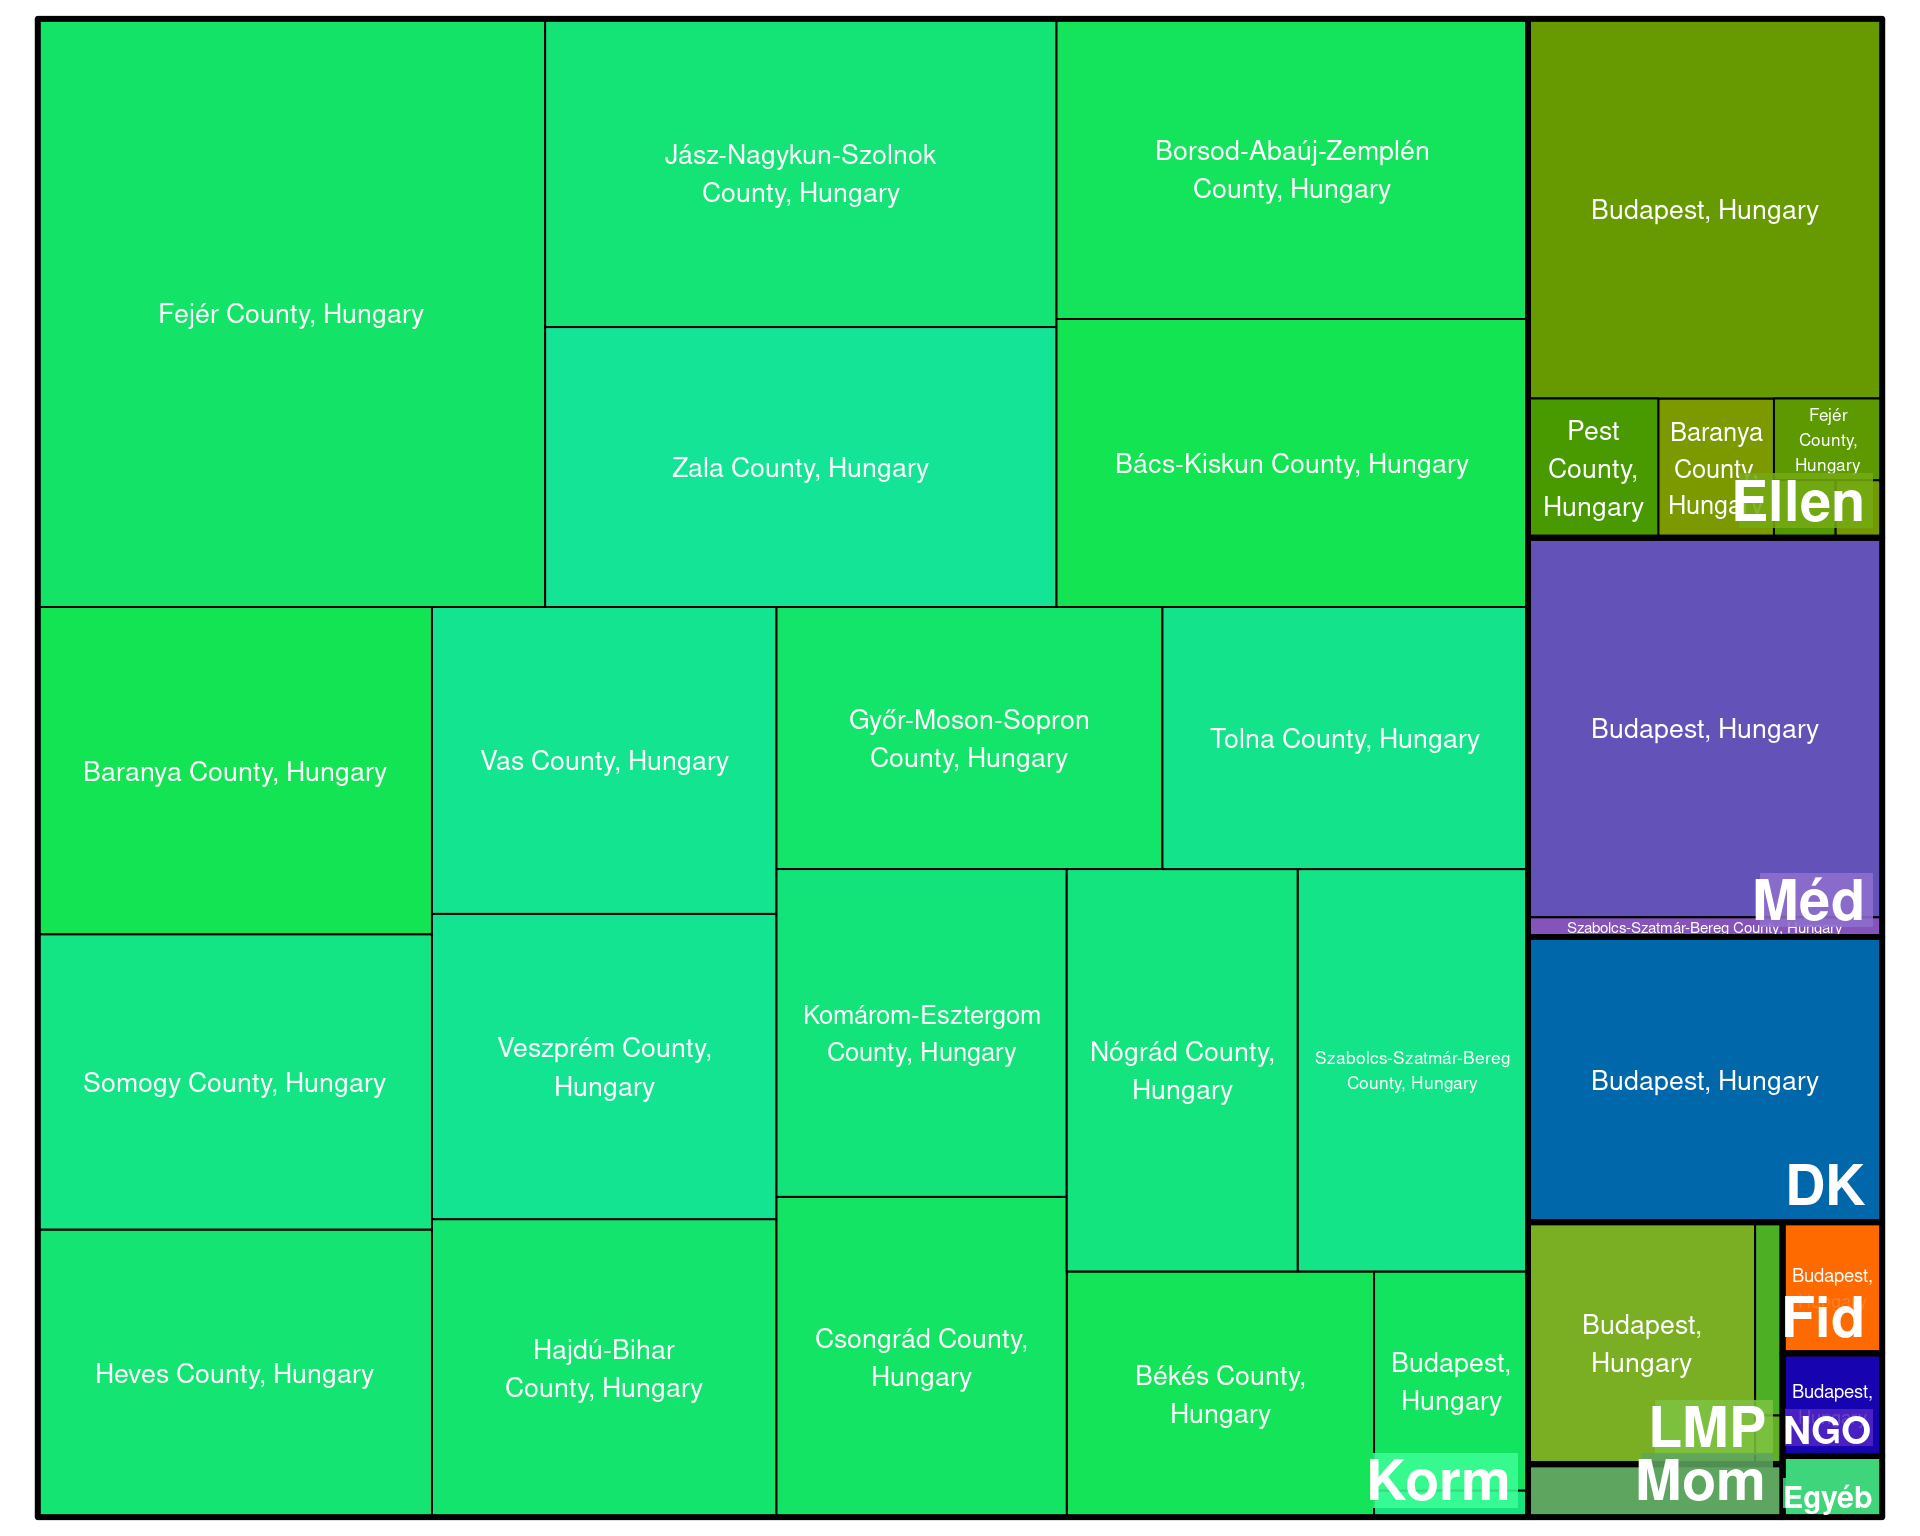 Fejér County, Hungary
Jász-Nagykun-Szolnok
County, Hungary
Zala County, Hungary
Borsod-Abaúj-Zemplén
County, Hungary
Bács-Kiskun County, Hungary
Baranya County, Hungary
Somogy County, Hungary
Heves County, Hungary
Vas County, Hungary
Veszprém County,
Hungary
Hajdú-Bihar
County, Hungary
Győr-Moson-Sopron
County, Hungary
Tolna County, Hungary
Komárom-Esztergom
County, Hungary
Csongrád County,
Hungary
Nógrád County,
Hungary
Szabolcs-Szatmár-Bereg
County, Hungary
Békés County,
Hungary
Budapest,
Hungary
Korm
Budapest, Hungary
Pest
County,
Hungary
Baranya
County,
Hungary
Fejér
County,
Hungary
Ellen
Budapest, Hungary
Méd
Szabolcs-Szatmár-Bereg County, Hungary
Budapest, Hungary
DK
Budapest,
Hungary
LMP
Mom
Budapest,
Fid
Budapest,
NGO
Egyéb